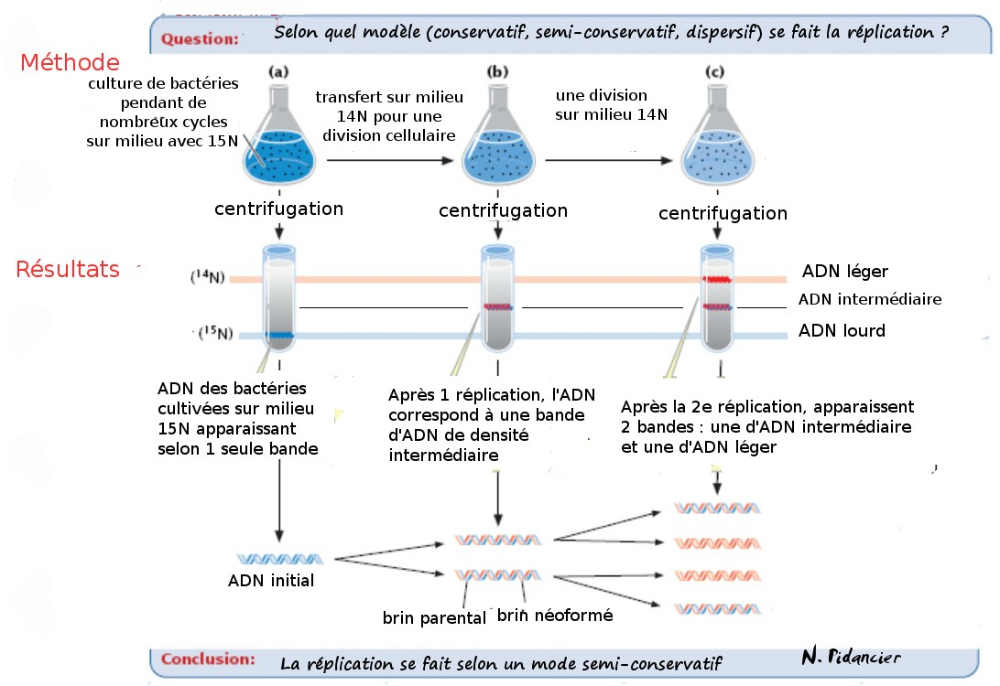 Question: Selon quel modèle (conservatif, semi-conservatif, dispersif) se fait la réplication ?
Méthode
(a)
(b)
(c)
culture de bactéries
pendant de
nombreux cycles
sur milieu avec 15N
transfert sur milieu
14N pour une
division cellulaire
une division
sur milieu 14N
centrifugation
centrifugation
centrifugation
Résultats
(¹⁴N)
ADN léger
ADN intermédiaire
(¹⁵N)
ADN lourd
ADN des bactéries
cultivées sur milieu
15N apparaissant
selon 1 seule bande
Après 1 réplication, l'ADN
correspond à une bande
d'ADN de densité
intermédiaire
Après la 2e réplication, apparaissent
2 bandes : une d'ADN intermédiaire
et une d'ADN léger
ADN initial
brin parental
brin néoformé
Conclusion: La réplication se fait selon un mode semi-conservatif
N. Pidancier